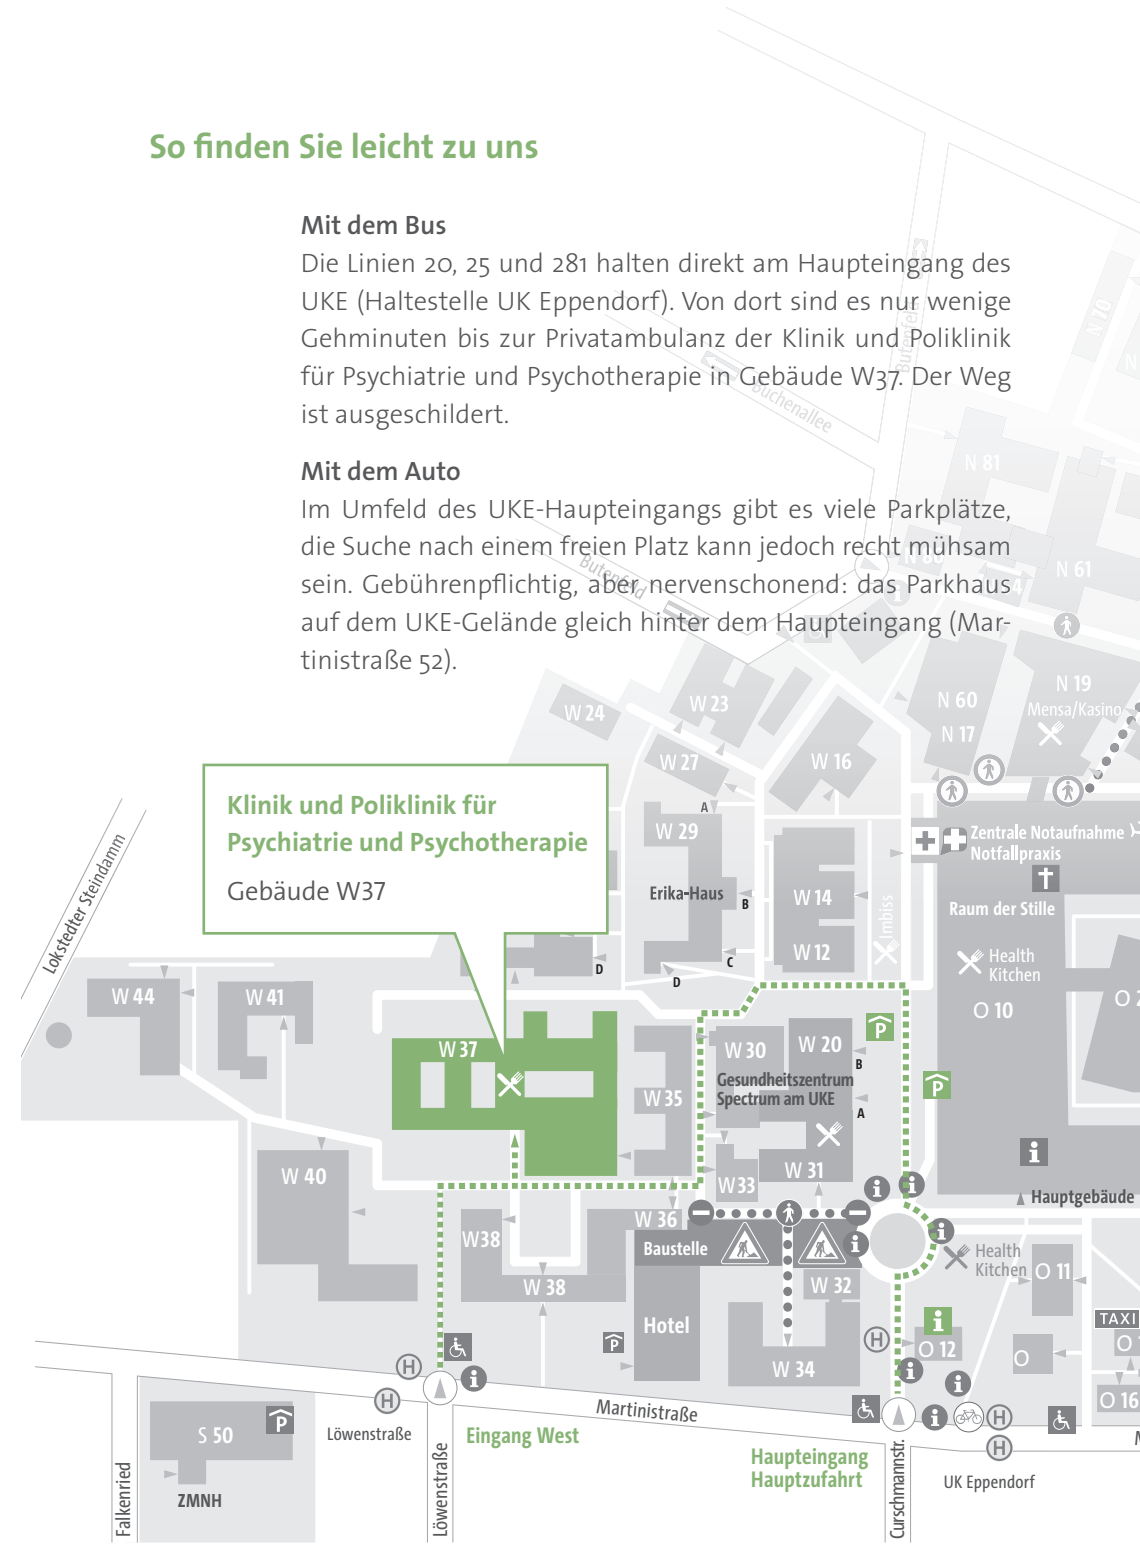 So finden Sie leicht zu uns
Mit dem Bus
Die Linien 20, 25 und 281 halten direkt am Haupteingang des
UKE (Haltestelle UK Eppendorf). Von dort sind es nur wenige
Gehminuten bis zur Privatambulanz der Klinik und Poliklinik
für Psychiatrie und Psychotherapie in Gebäude W37. Der Weg
ist ausgeschildert.
Mit dem Auto
Im Umfeld des UKE-Haupteingangs gibt es viele Parkplätze,
die Suche nach einem freien Platz kann jedoch recht mühsam
sein. Gebührenpflichtig, aber nervenschonend: das Parkhaus
auf dem UKE-Gelände gleich hinter dem Haupteingang (Mar-
tinistraße 52).
Butenfeld
N 70
Buchenallee
N 81
Butenfeld
N 61
N 19
Mensa/Kasino
N 60
N 17
W 23
W 24
W 27
W 16
Klinik und Poliklinik für
Psychiatrie und Psychotherapie
Gebäude W37
A
W 29
Erika-Haus
B
C
D
D
W 14
W 12
Imbiss
Zentrale Notaufnahme
Notfallpraxis
Raum der Stille
Health
Kitchen
O 10
Lokstedter Steindamm
W 44
W 41
W 37
W 35
W 30
W 20
B
Gesundheitszentrum
Spectrum am UKE
A
P
P
W 40
W 33
W 31
Hauptgebäude
W 36
W38
W 38
Baustelle
Hotel
W 32
W 34
Health
Kitchen
O 11
TAXI
O 12
O
O 16
P
H
H
H
H
H
Martinistraße
S 50
P
ZMNH
Löwenstraße
Eingang West
Haupteingang
Hauptzufahrt
UK Eppendorf
Falkenried
Löwenstraße
Curschmannstr.